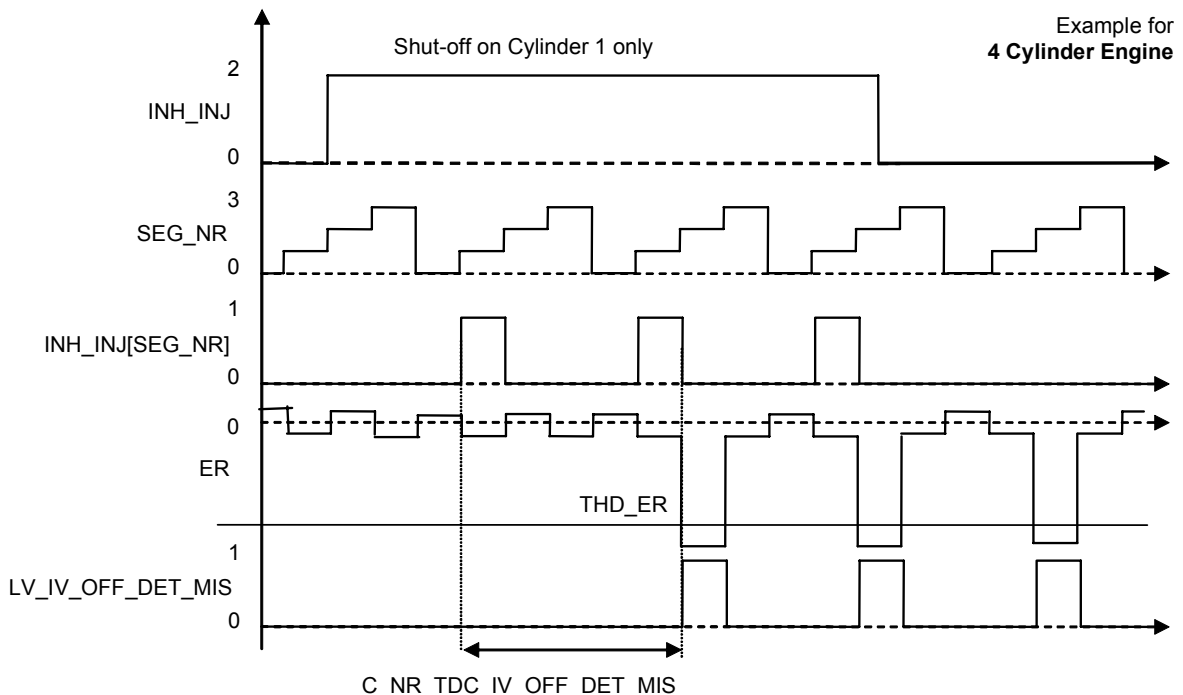 Example for
4 Cylinder Engine
Shut-off on Cylinder 1 only
2
INH_INJ
0
3
SEG_NR
0
1
INH_INJ[SEG_NR]
0
0
ER
THD_ER
1
LV_IV_OFF_DET_MIS
0
C_NR_TDC_IV_OFF_DET_MIS